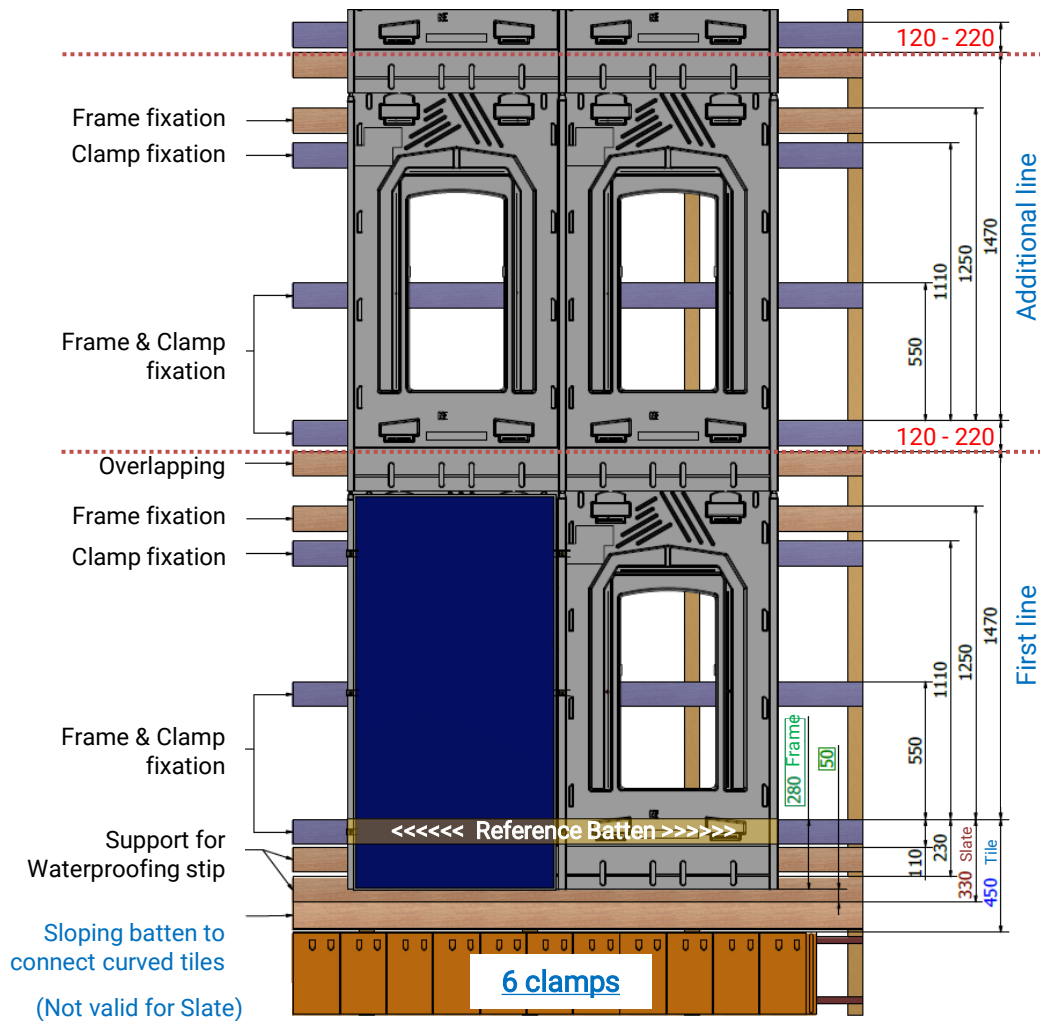 120 - 220
Frame fixation
Clamp fixation
Frame & Clamp
fixation
550
1110
1250
1470
Additional line
120 - 220
Overlapping
Frame fixation
Clamp fixation
Frame & Clamp
fixation
550
1110
1250
1470
First line
280 Frame
50
<<<<<< Reference Batten >>>>>>
110
230
330 Slate
450 Tile
Support for
Waterproofing stip
Sloping batten to
connect curved tiles
(Not valid for Slate)
6 clamps